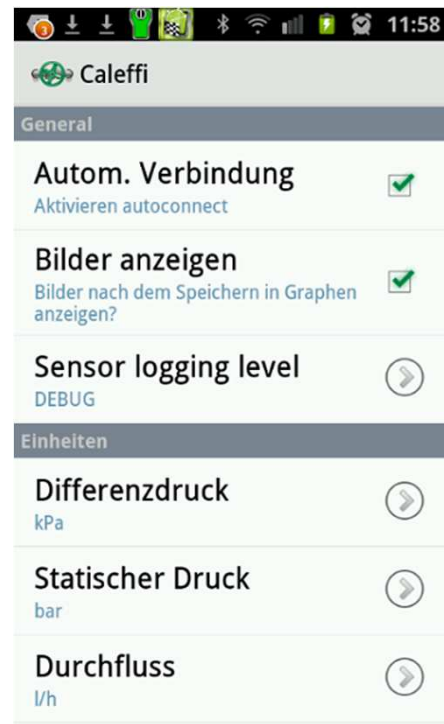 11:58
Caleffi
General
Autom. Verbindung
Aktivieren autoconnect
Bilder anzeigen
Bilder nach dem Speichern in Graphen
anzeigen?
Sensor logging level
DEBUG
Einheiten
Differenzdruck
kPa
Statischer Druck
bar
Durchfluss
l/h